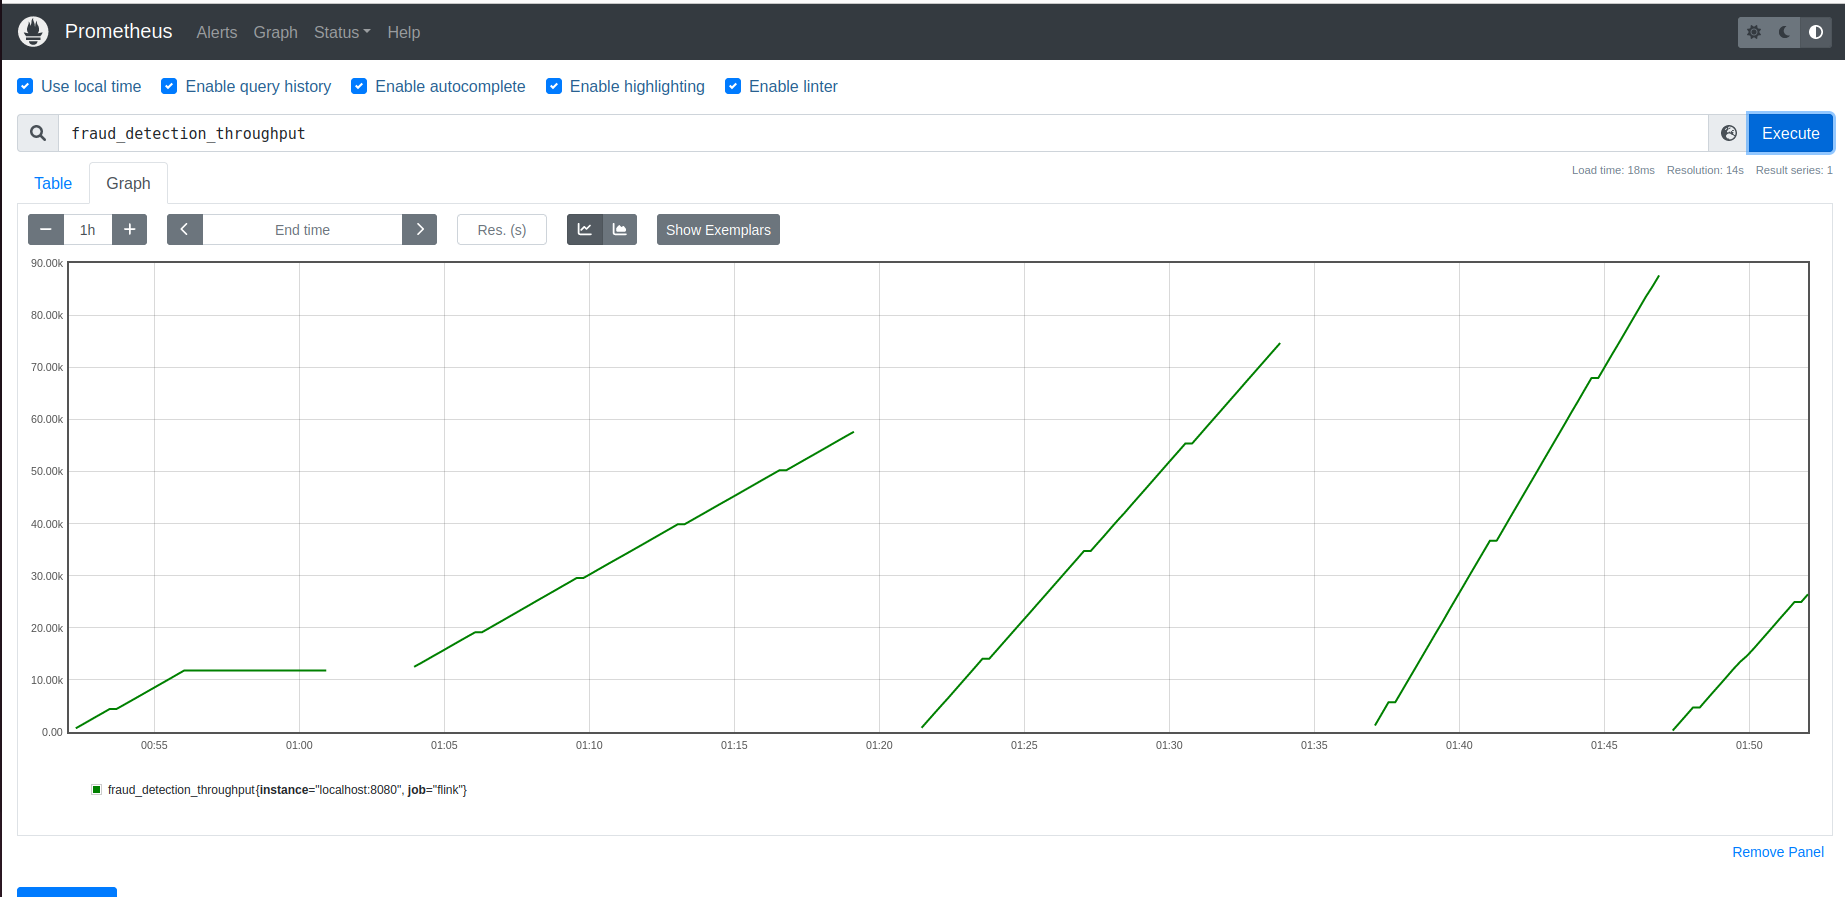 Prometheus Alerts Graph Status Help
Use local time Enable query history Enable autocomplete Enable highlighting Enable linter
fraud_detection_throughput Execute
Load time: 18ms Resolution: 14s Result series: 1
Table Graph
1h End time Res. (s) Show Exemplars
90.00k
80.00k
70.00k
60.00k
50.00k
40.00k
30.00k
20.00k
10.00k
0.00
00:55 01:00 01:05 01:10 01:15 01:20 01:25 01:30 01:35 01:40 01:45 01:50
fraud_detection_throughput{instance="localhost:8080", job="flink"}
Remove Panel